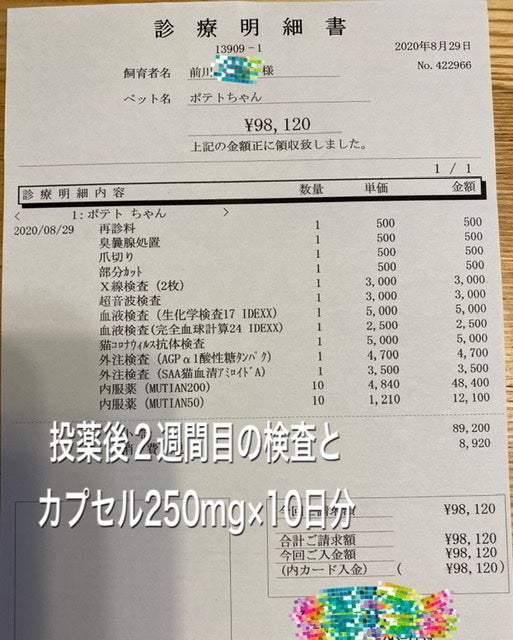 診療明細書
13909-1
2020年8月29日
飼育者名 前川 様
No. 422966
ペット名 ポテトちゃん
¥98,120
上記の金額正に領収致しました。
1 / 1
診療明細内容 数量 単価 金額
< 1:ポテト ちゃん >
2020/08/29 再診料 1 500 500
臭嚢腺処置 1 500 500
爪切り 1 500 500
部分カット 1 500 500
X線検査 (2枚) 1 3,000 3,000
超音波検査 1 3,000 3,000
血液検査 (生化学検査17 IDEXX) 1 5,000 5,000
血液検査(完全血球計算24 IDEXX) 1 2,500 2,500
猫コロナウィルス抗体検査 1 5,000 5,000
外注検査 (AGPα1酸性糖タンパク) 1 4,700 4,700
外注検査 (SAA猫血清アミロイドA) 1 3,500 3,500
内服薬 (MUTIAN200) 10 4,840 48,400
内服薬 (MUTIAN50) 10 1,210 12,100
89,200
8,920
投薬後2週間目の検査と
カプセル250mg×10日分
今回ご請求額 ¥98,120
合計ご請求額 ¥98,120
今回ご入金額 ¥98,120
(内カード入金) ( ¥98,120)